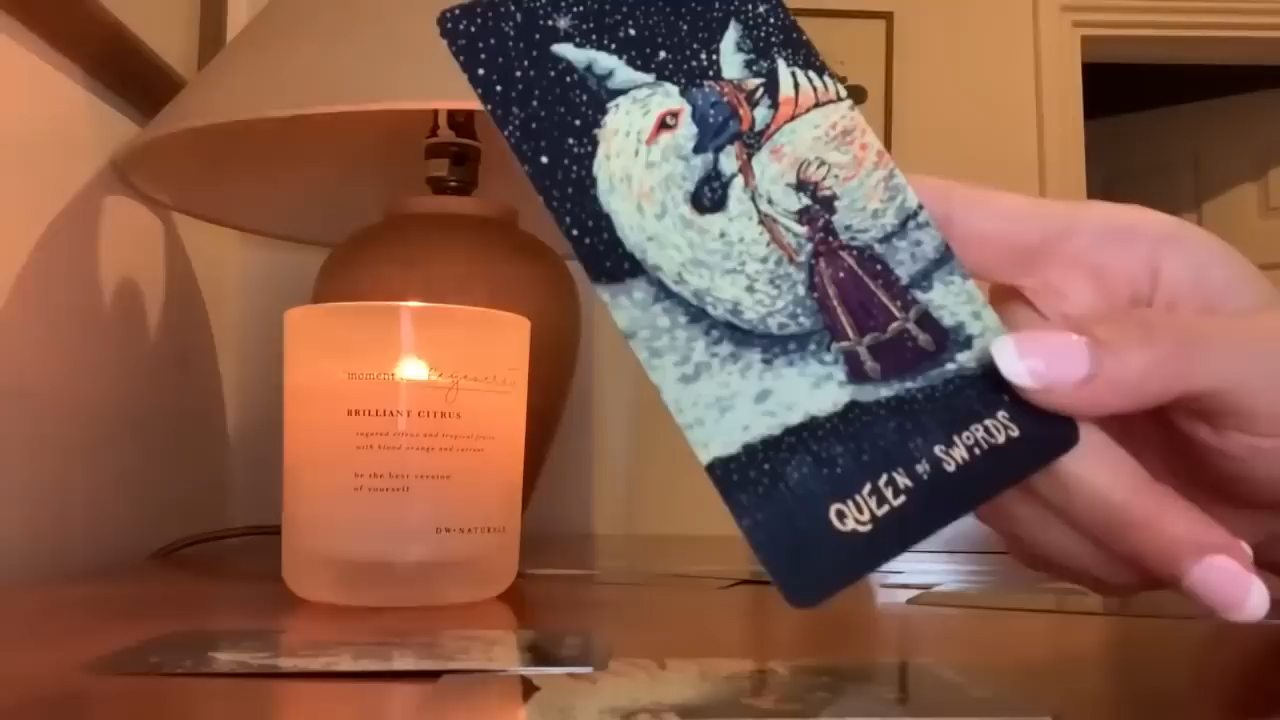 "moment
BRILLIANT CITRUS
sugared citrus and tropical fruits
with blood orange and currant
be the best version
of yourself
DW•NATURALS
QUEEN OF SWORDS